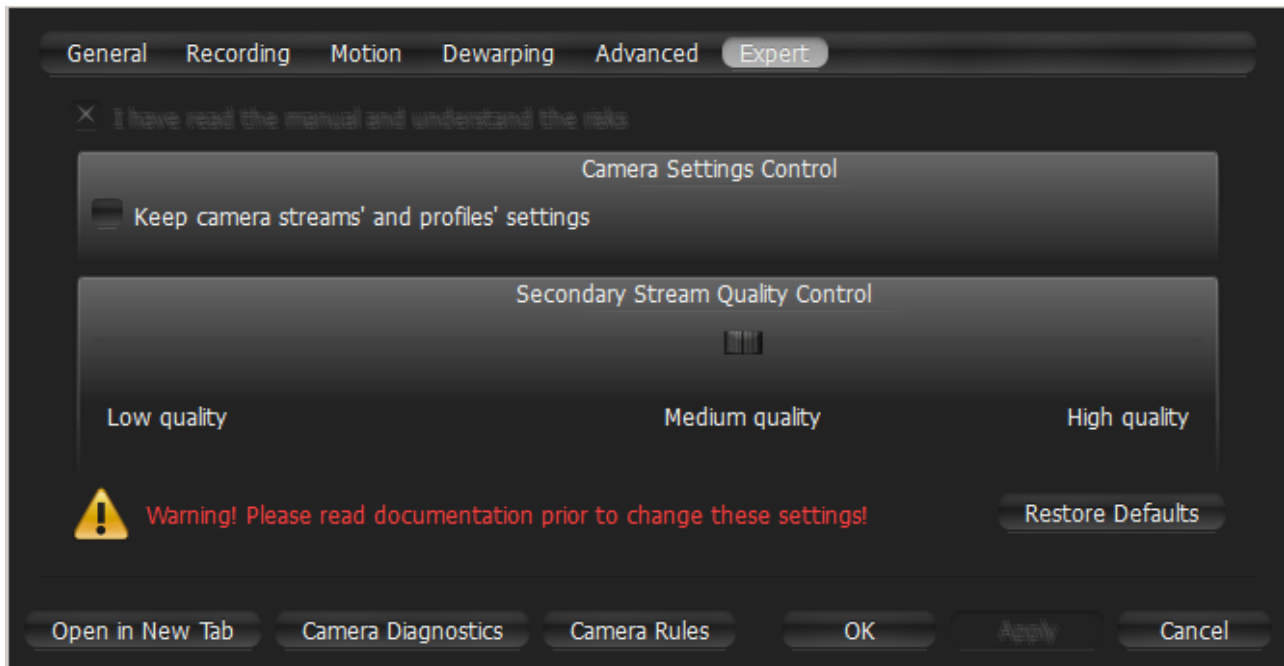 General Recording Motion Dewarping Advanced Expert
I have read the manual and understand the risks
Camera Settings Control
Keep camera streams' and profiles' settings
Secondary Stream Quality Control
Low quality Medium quality High quality
Warning! Please read documentation prior to change these settings! Restore Defaults
Open in New Tab Camera Diagnostics Camera Rules OK Apply Cancel